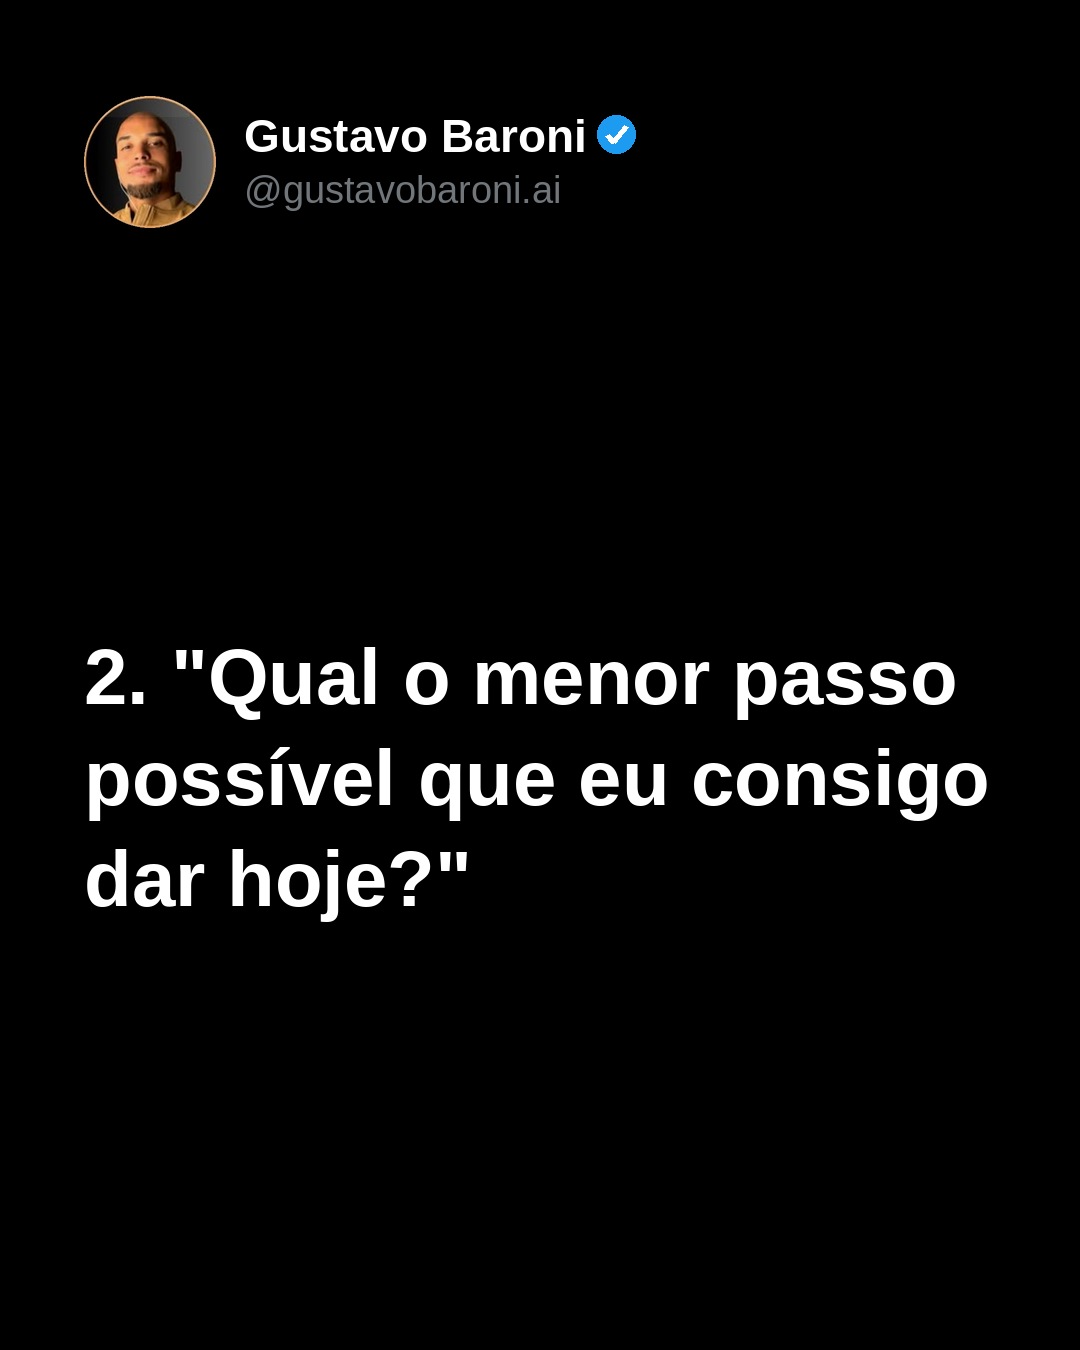 Gustavo Baroni
@gustavobaroni.ai
2. "Qual o menor passo
possível que eu consigo
dar hoje?"